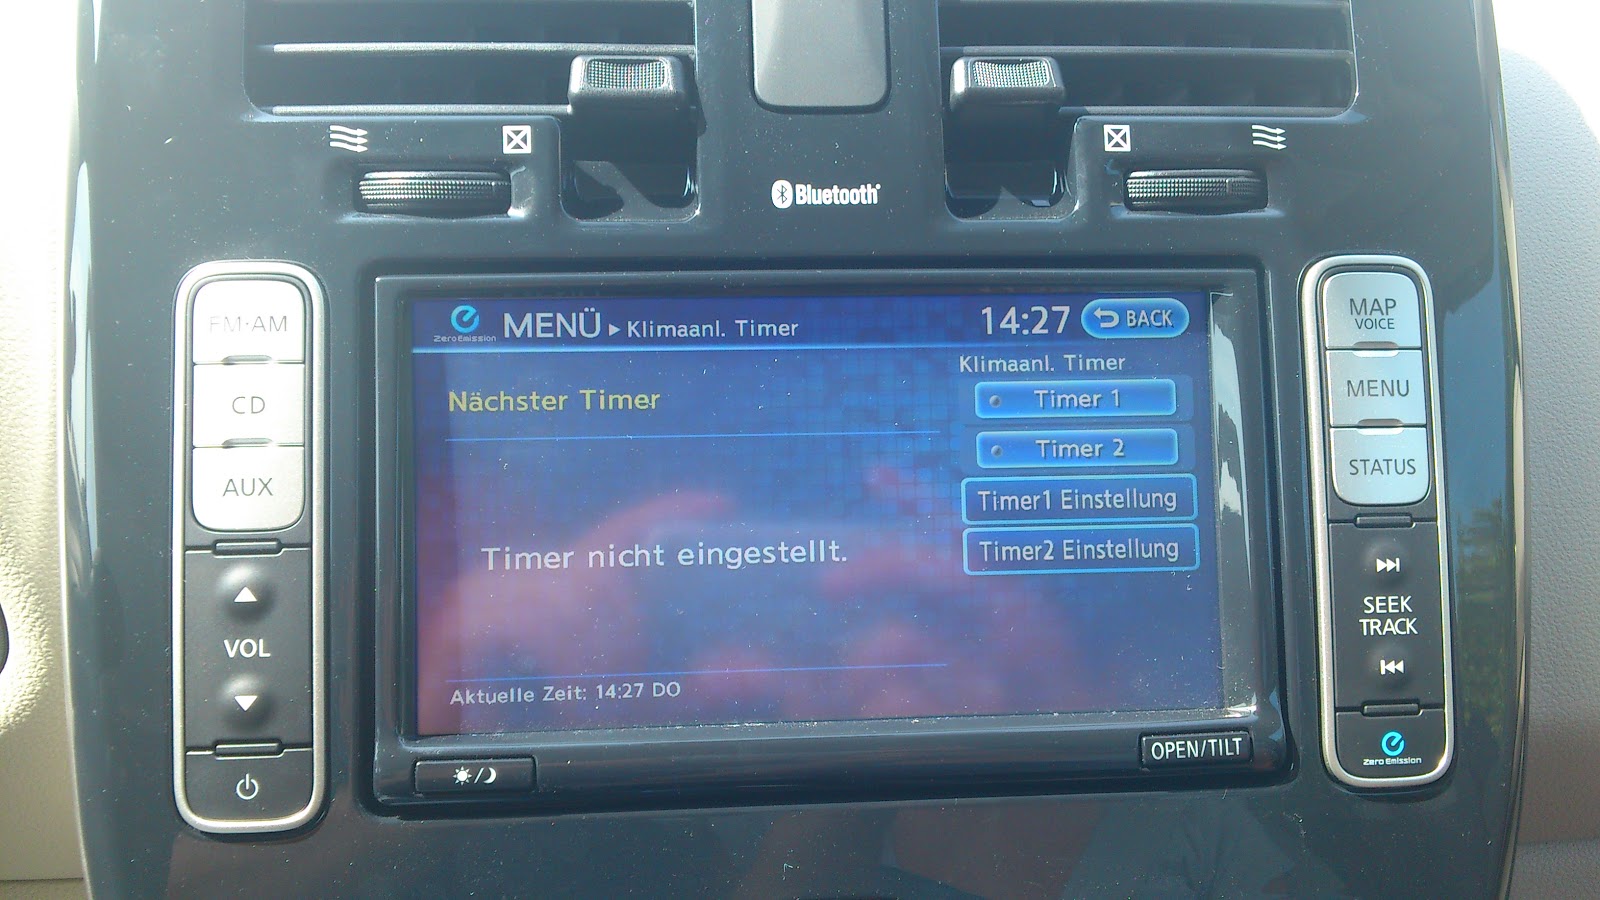 Bluetooth
FM·AM
CD
AUX
VOL
Zero Emission
MENÜ ▸ Klimaanl. Timer
14:27
BACK
Nächster Timer
Timer nicht eingestellt.
Aktuelle Zeit: 14:27 DO
Klimaanl. Timer
Timer 1
Timer 2
Timer1 Einstellung
Timer2 Einstellung
OPEN/TILT
MAP
VOICE
MENU
STATUS
SEEK
TRACK
Zero Emission